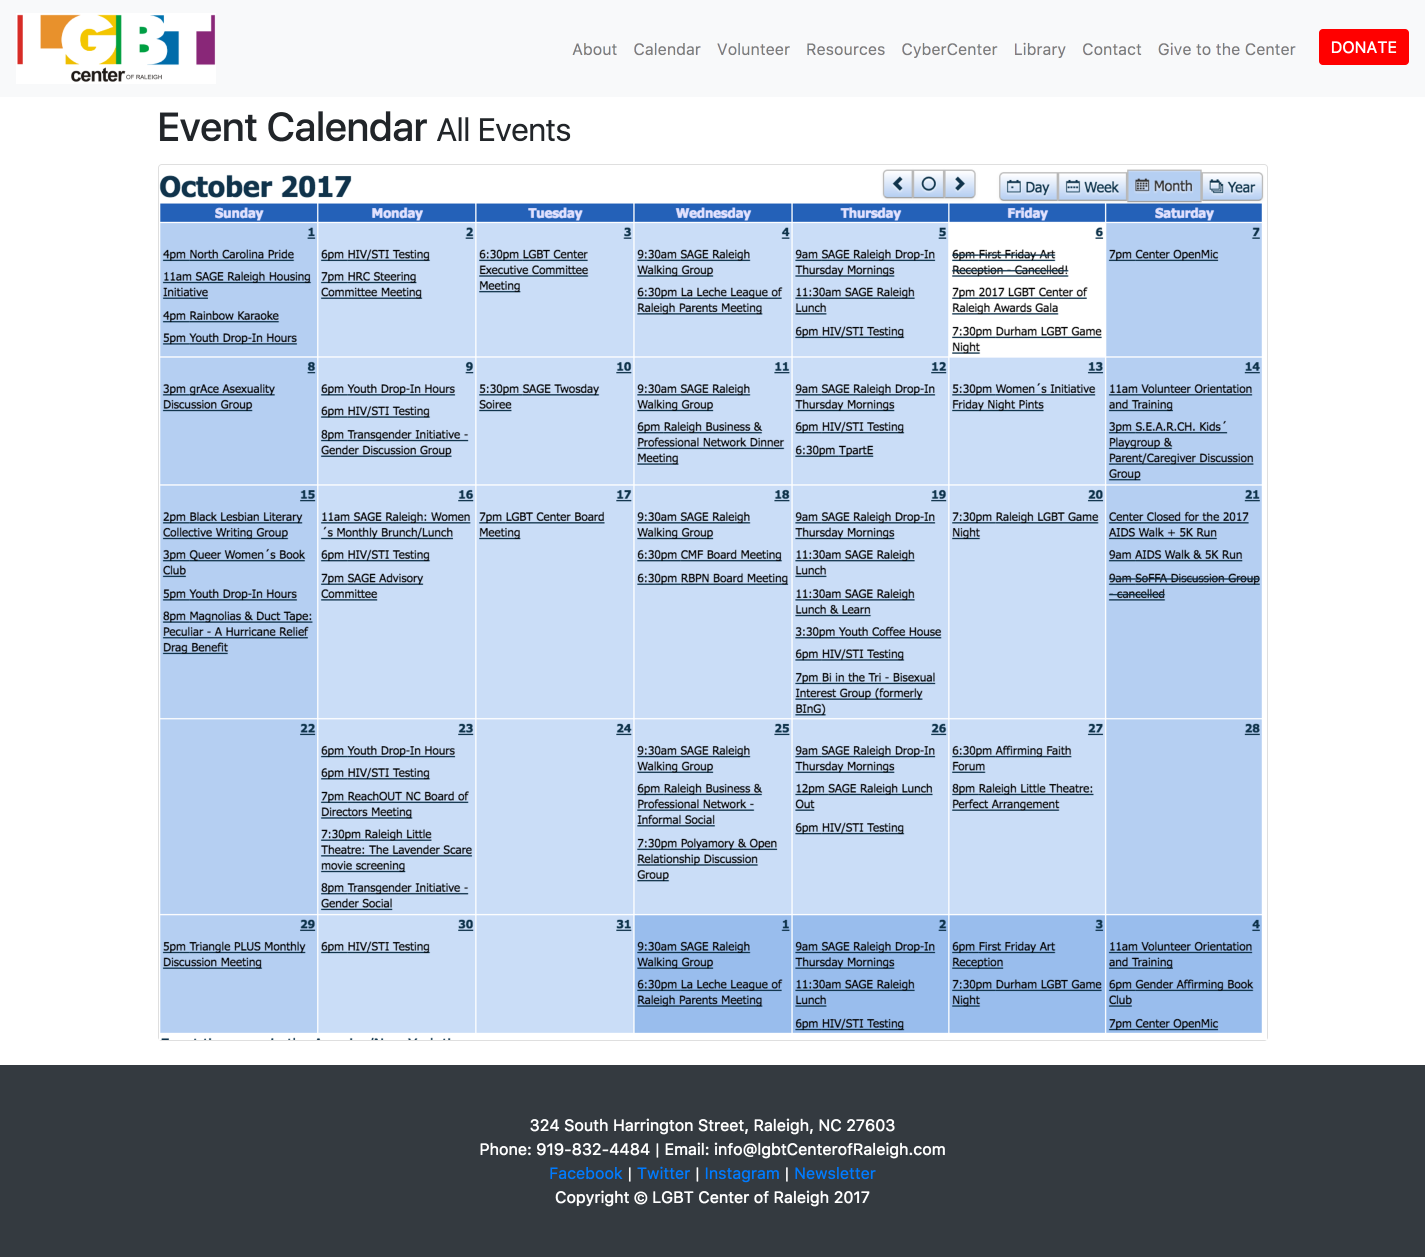 LGBT
center OF RALEIGH
About Calendar Volunteer Resources CyberCenter Library Contact Give to the Center DONATE
Event Calendar All Events
October 2017
Day Week Month Year
Sunday Monday Tuesday Wednesday Thursday Friday Saturday
1
4pm North Carolina Pride
11am SAGE Raleigh Housing
Initiative
4pm Rainbow Karaoke
5pm Youth Drop-In Hours
2
6pm HIV/STI Testing
7pm HRC Steering
Committee Meeting
3
6:30pm LGBT Center
Executive Committee
Meeting
4
9:30am SAGE Raleigh
Walking Group
6:30pm La Leche League of
Raleigh Parents Meeting
5
9am SAGE Raleigh Drop-In
Thursday Mornings
11:30am SAGE Raleigh
Lunch
6pm HIV/STI Testing
6
6pm First Friday Art
Reception - Cancelled!
7pm 2017 LGBT Center of
Raleigh Awards Gala
7:30pm Durham LGBT Game
Night
7
7pm Center OpenMic
8
3pm grAce Asexuality
Discussion Group
9
6pm Youth Drop-In Hours
6pm HIV/STI Testing
8pm Transgender Initiative -
Gender Discussion Group
10
5:30pm SAGE Twosday
Soiree
11
9:30am SAGE Raleigh
Walking Group
6pm Raleigh Business &
Professional Network Dinner
Meeting
12
9am SAGE Raleigh Drop-In
Thursday Mornings
6pm HIV/STI Testing
6:30pm TpartE
13
5:30pm Women´s Initiative
Friday Night Pints
14
11am Volunteer Orientation
and Training
3pm S.E.A.R.CH. Kids´
Playgroup &
Parent/Caregiver Discussion
Group
15
2pm Black Lesbian Literary
Collective Writing Group
3pm Queer Women´s Book
Club
5pm Youth Drop-In Hours
8pm Magnolias & Duct Tape:
Peculiar - A Hurricane Relief
Drag Benefit
16
11am SAGE Raleigh: Women
´s Monthly Brunch/Lunch
6pm HIV/STI Testing
7pm SAGE Advisory
Committee
17
7pm LGBT Center Board
Meeting
18
9:30am SAGE Raleigh
Walking Group
6:30pm CMF Board Meeting
6:30pm RBPN Board Meeting
19
9am SAGE Raleigh Drop-In
Thursday Mornings
11:30am SAGE Raleigh
Lunch
11:30am SAGE Raleigh
Lunch & Learn
3:30pm Youth Coffee House
6pm HIV/STI Testing
7pm Bi in the Tri - Bisexual
Interest Group (formerly
BInG)
20
7:30pm Raleigh LGBT Game
Night
21
Center Closed for the 2017
AIDS Walk + 5K Run
9am AIDS Walk & 5K Run
9am SoFFA Discussion Group
- cancelled
22
23
6pm Youth Drop-In Hours
6pm HIV/STI Testing
7pm ReachOUT NC Board of
Directors Meeting
7:30pm Raleigh Little
Theatre: The Lavender Scare
movie screening
8pm Transgender Initiative -
Gender Social
24
25
9:30am SAGE Raleigh
Walking Group
6pm Raleigh Business &
Professional Network -
Informal Social
7:30pm Polyamory & Open
Relationship Discussion
Group
26
9am SAGE Raleigh Drop-In
Thursday Mornings
12pm SAGE Raleigh Lunch
Out
6pm HIV/STI Testing
27
6:30pm Affirming Faith
Forum
8pm Raleigh Little Theatre:
Perfect Arrangement
28
29
5pm Triangle PLUS Monthly
Discussion Meeting
30
6pm HIV/STI Testing
31
1
9:30am SAGE Raleigh
Walking Group
6:30pm La Leche League of
Raleigh Parents Meeting
2
9am SAGE Raleigh Drop-In
Thursday Mornings
11:30am SAGE Raleigh
Lunch
6pm HIV/STI Testing
3
6pm First Friday Art
Reception
7:30pm Durham LGBT Game
Night
4
11am Volunteer Orientation
and Training
6pm Gender Affirming Book
Club
7pm Center OpenMic
324 South Harrington Street, Raleigh, NC 27603
Phone: 919-832-4484 | Email: info@lgbtCenterofRaleigh.com
Facebook | Twitter | Instagram | Newsletter
Copyright © LGBT Center of Raleigh 2017